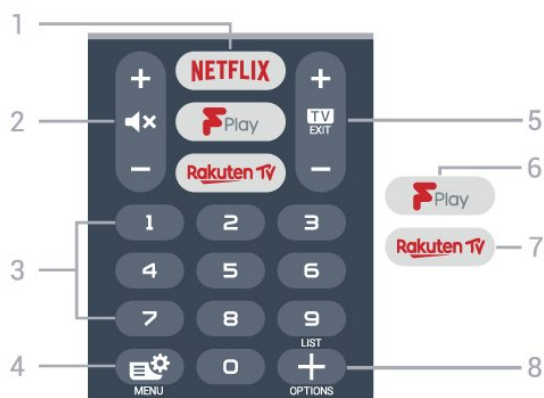 1
+ NETFLIX +
2 F Play TV EXIT 5
- Rakuten TV -
6
F Play
Rakuten TV 7
3
1 2 3
4 5 6
7 8 9
LIST
4 0 + 8
MENU OPTIONS